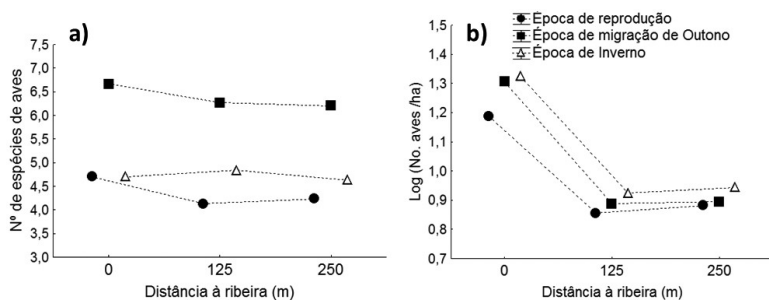 a)
Nº de espécies de aves
7,5
7,0
6,5
6,0
5,5
5,0
4,5
4,0
3,5
3,0
0 125 250
Distância à ribeira (m)
b)
Época de reprodução
Época de migração de Outono
Época de Inverno
Log (No. aves /ha)
1,5
1,4
1,3
1,2
1,1
1,0
0,9
0,8
0,7
0 125 250
Distância à ribeira (m)